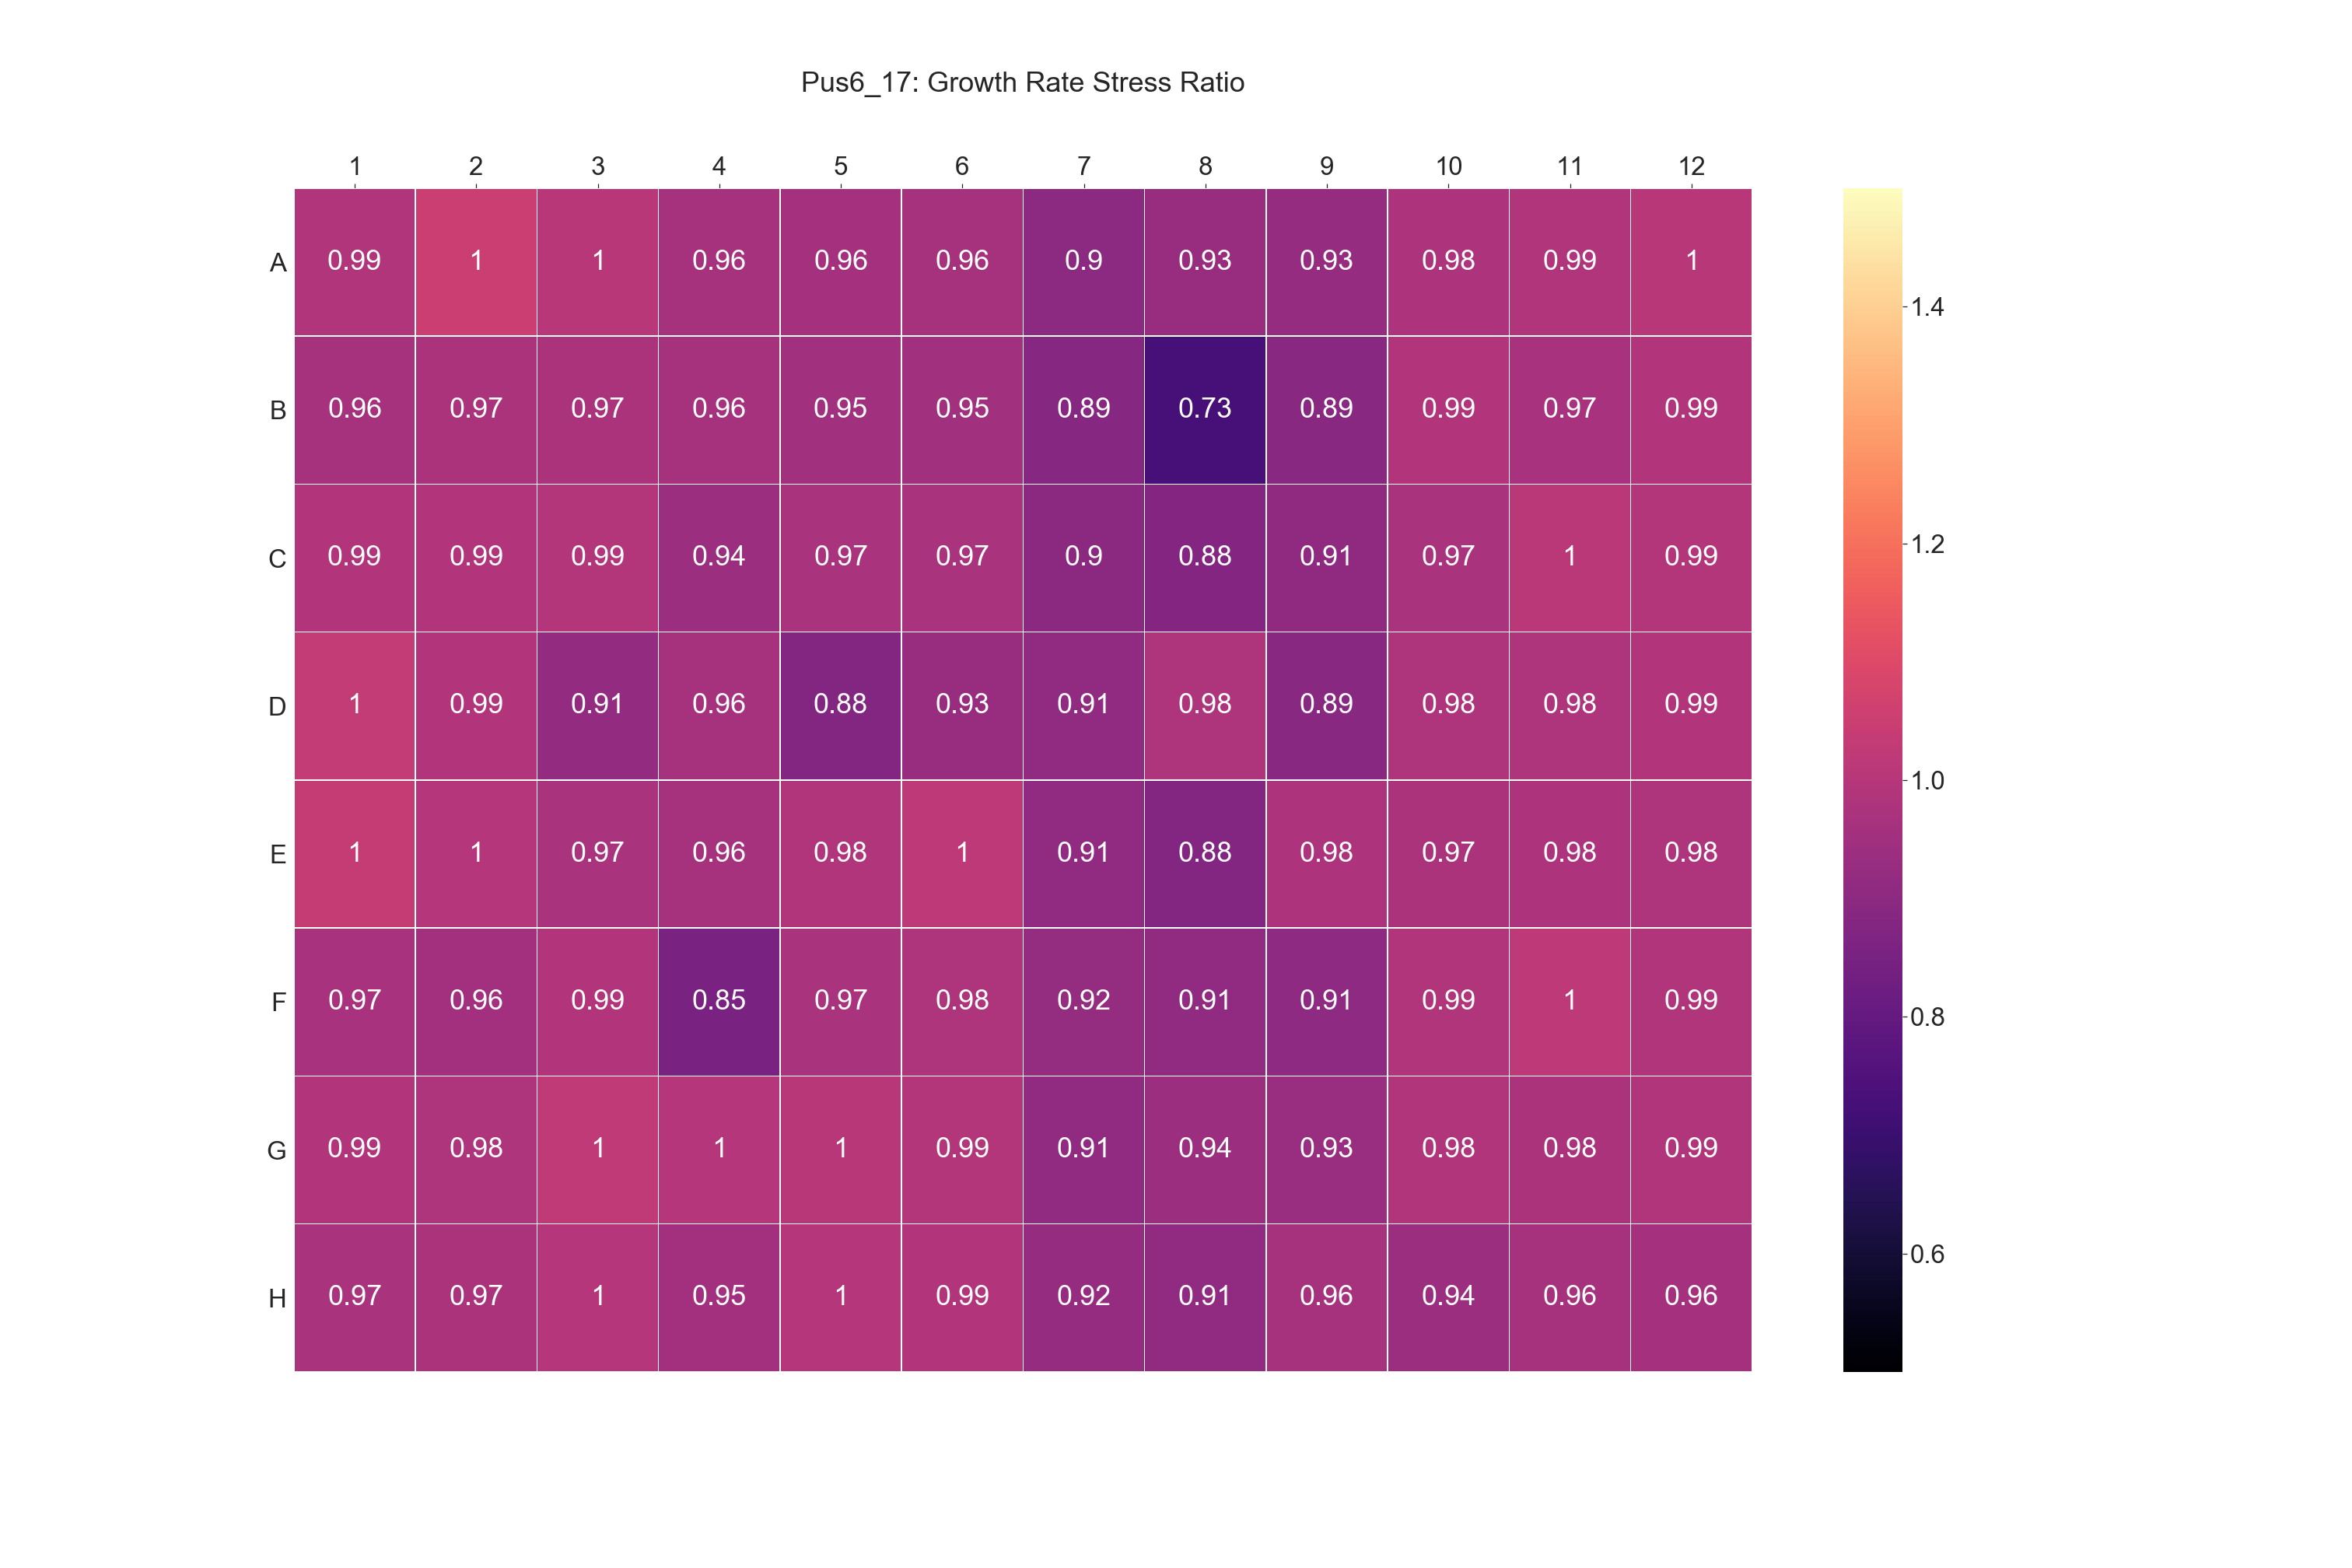 Pus6_17: Growth Rate Stress Ratio
1 2 3 4 5 6 7 8 9 10 11 12
A 0.99 1 1 0.96 0.96 0.96 0.9 0.93 0.93 0.98 0.99 1
1.4
B 0.96 0.97 0.97 0.96 0.95 0.95 0.89 0.73 0.89 0.99 0.97 0.99
1.2
C 0.99 0.99 0.99 0.94 0.97 0.97 0.9 0.88 0.91 0.97 1 0.99
D 1 0.99 0.91 0.96 0.88 0.93 0.91 0.98 0.89 0.98 0.98 0.99
1.0
E 1 1 0.97 0.96 0.98 1 0.91 0.88 0.98 0.97 0.98 0.98
F 0.97 0.96 0.99 0.85 0.97 0.98 0.92 0.91 0.91 0.99 1 0.99
0.8
G 0.99 0.98 1 1 1 0.99 0.91 0.94 0.93 0.98 0.98 0.99
0.6
H 0.97 0.97 1 0.95 1 0.99 0.92 0.91 0.96 0.94 0.96 0.96